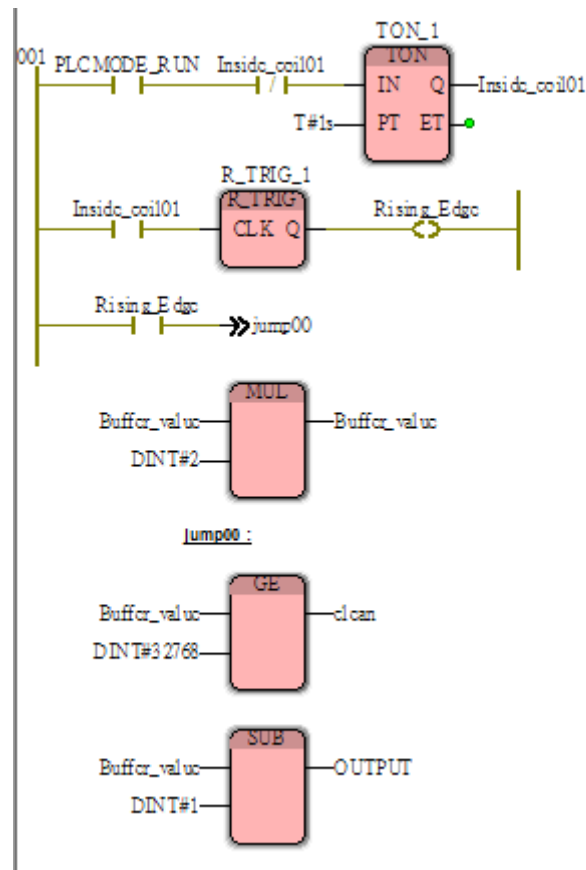 TON_1
001 PLCMODE_RUN Inside_coil01 TON
IN Q Inside_coil01
T#1s PT ET
R_TRIG_1
Inside_coil01 R_TRIG Rising_Edge
CLK Q
Rising_Edge
jump00
MUL
Buffer_value Buffer_value
DINT#2
jump00 :
GE
Buffer_value clean
DINT#32768
SUB
Buffer_value OUTPUT
DINT#1